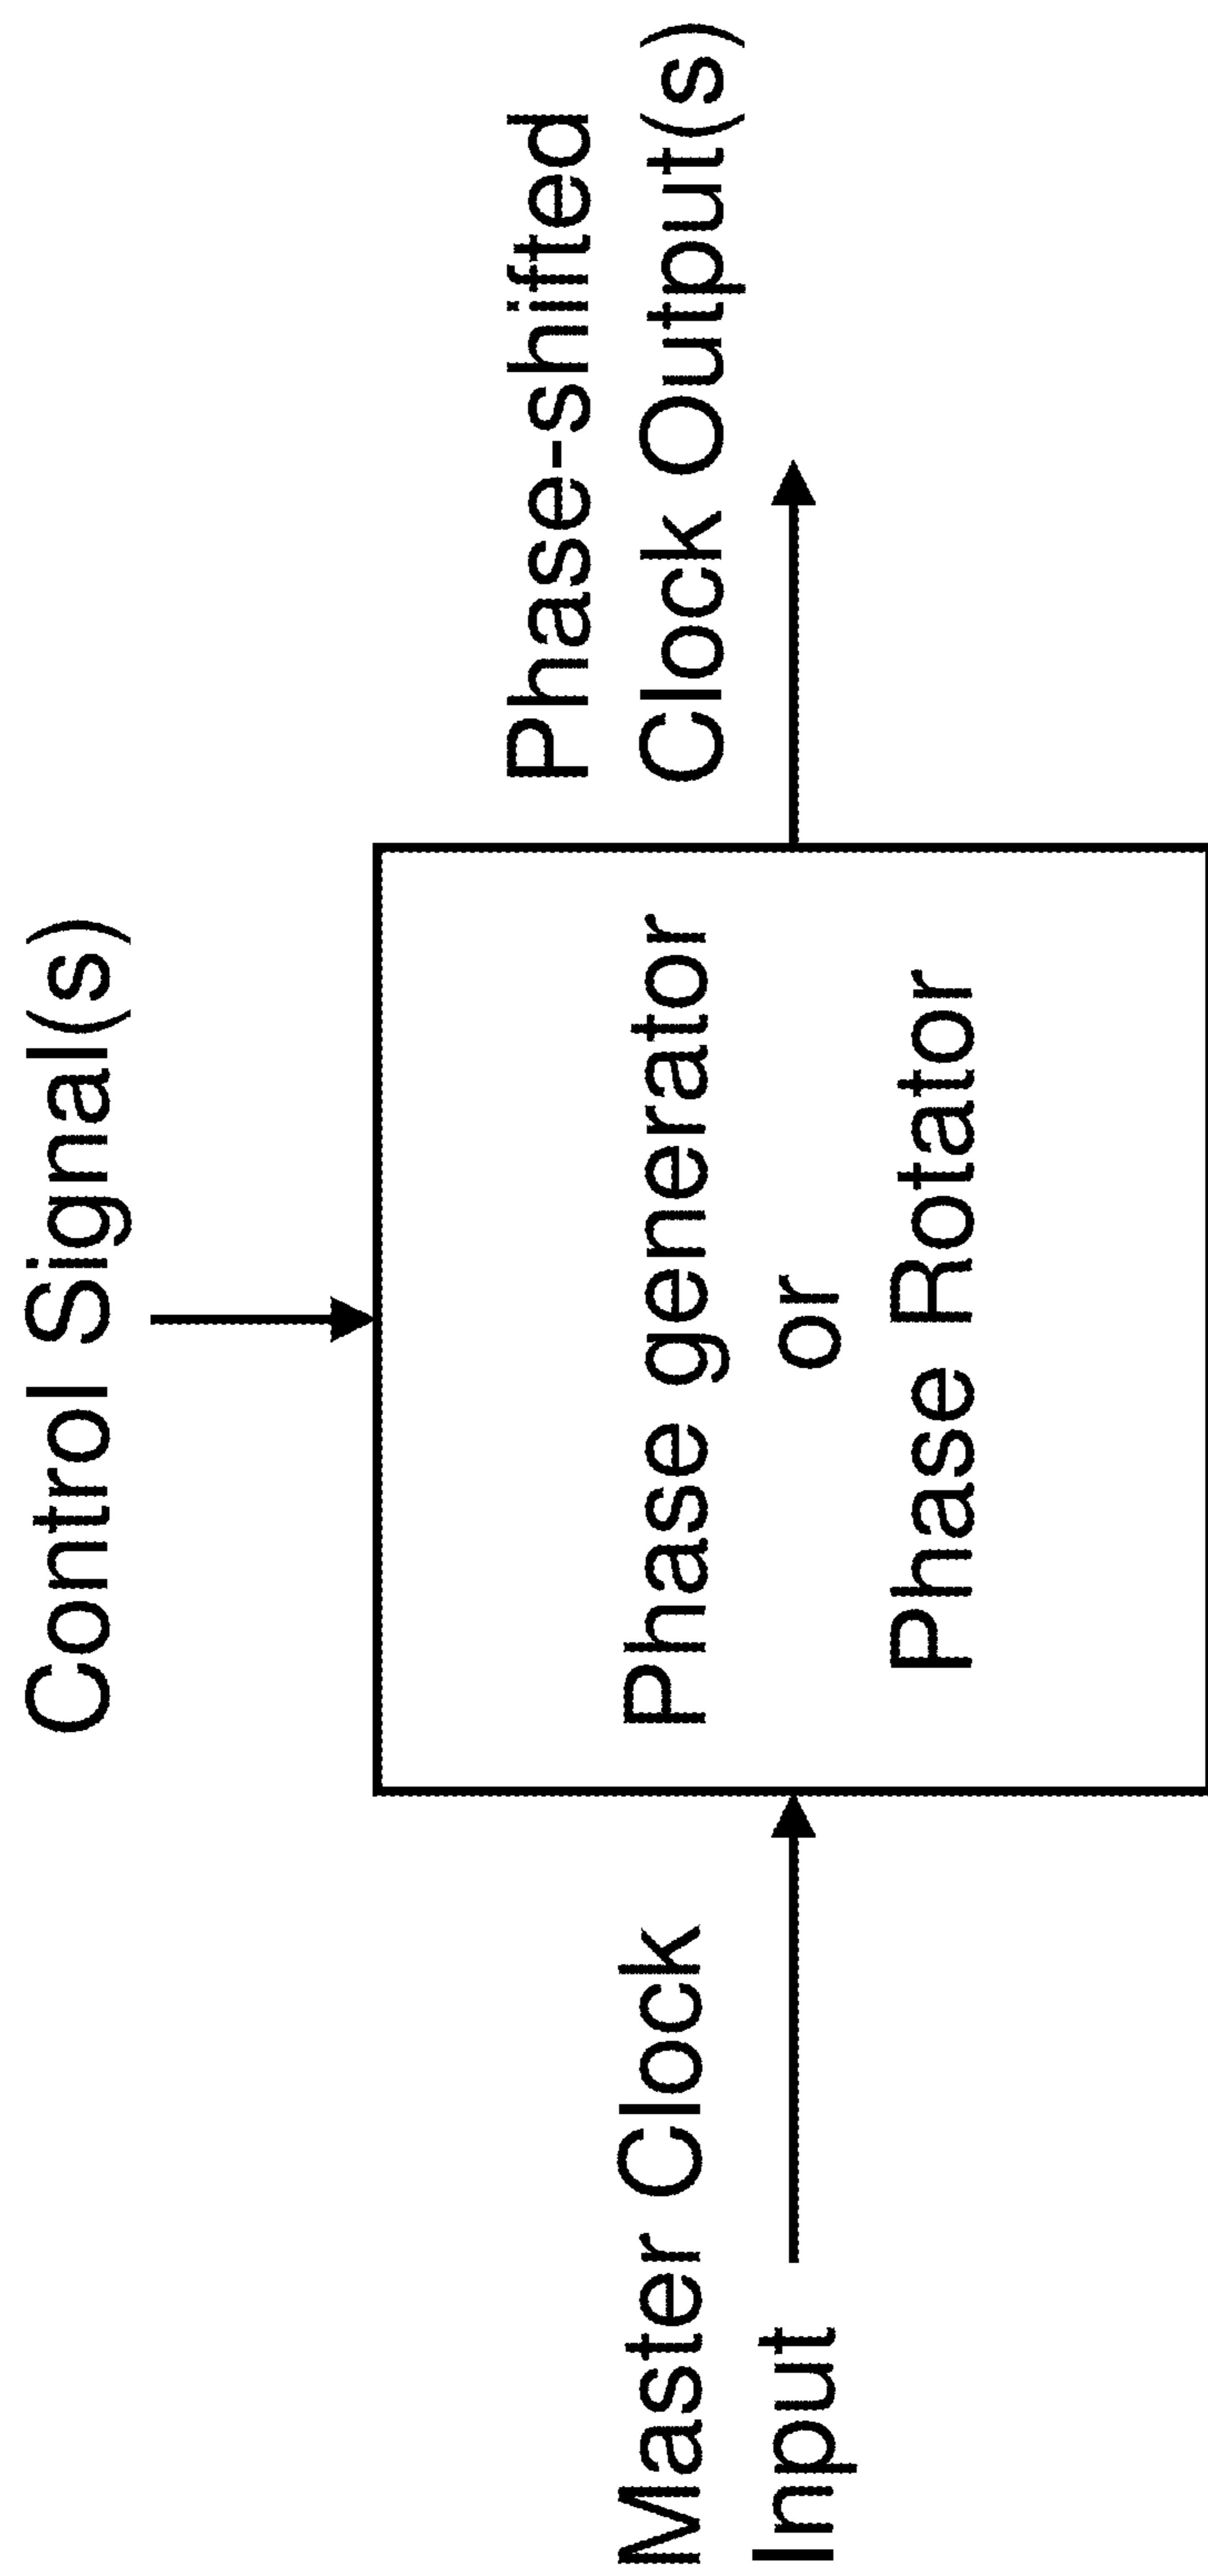 Control Signal(s)
Master Clock
Input
Phase generator
or
Phase Rotator
Phase-shifted
Clock Output(s)